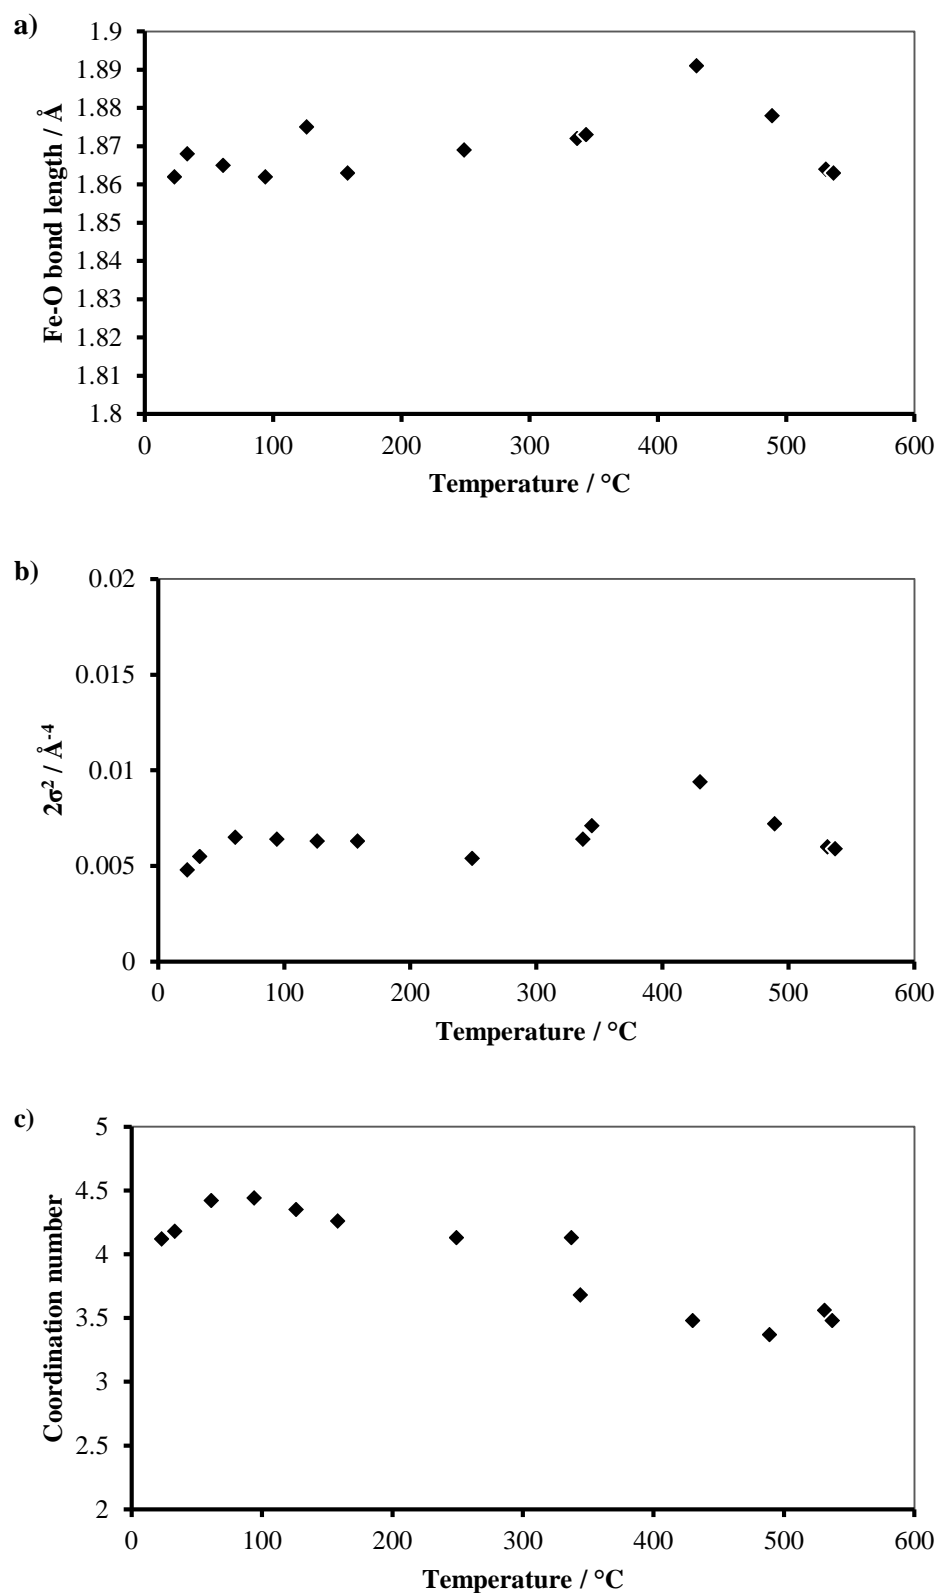 a)
1.9
1.89
1.88
1.87
1.86
1.85
1.84
1.83
1.82
1.81
1.8
Fe-O bond length / Å
0 100 200 300 400 500 600
Temperature / °C
b)
0.02
0.015
0.01
0.005
0
2σ² / Å⁻⁴
0 100 200 300 400 500 600
Temperature / °C
c)
5
4.5
4
3.5
3
2.5
2
Coordination number
0 100 200 300 400 500 600
Temperature / °C